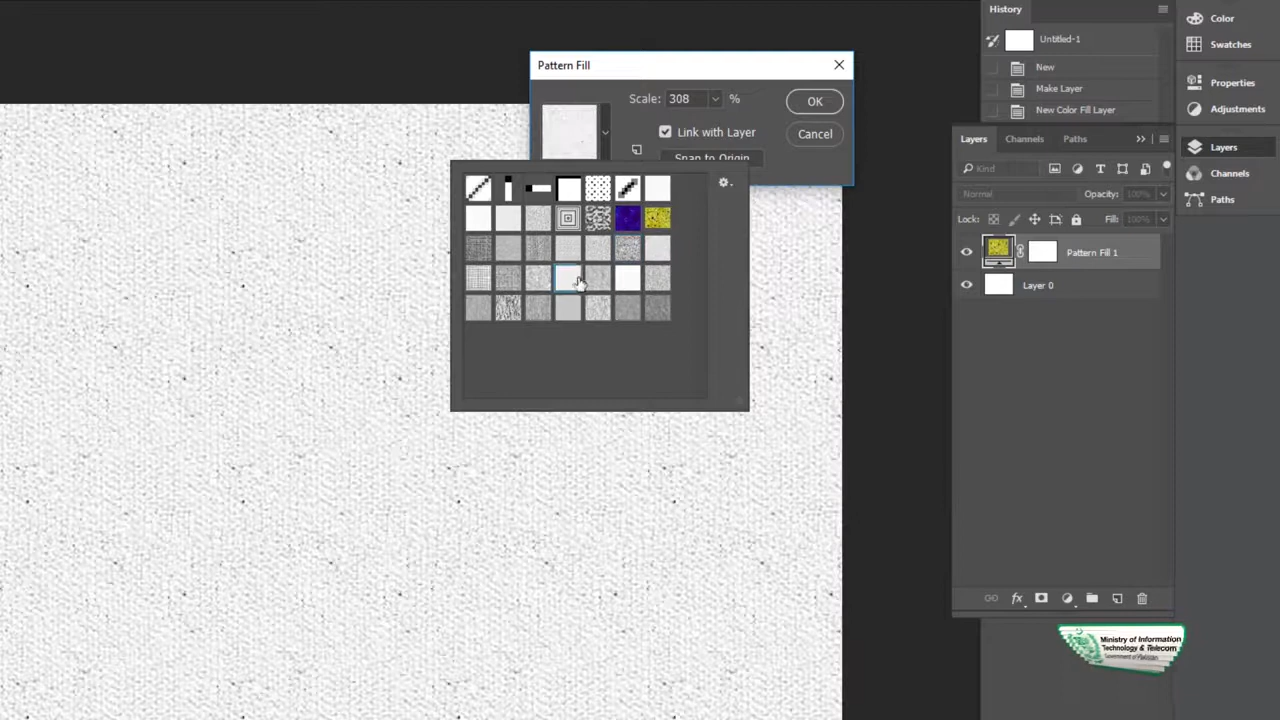 History
Untitled-1
New
Make Layer
New Color Fill Layer
Color
Swatches
Properties
Adjustments
Layers
Channels
Paths
Pattern Fill
Scale: 308 %
OK
Link with Layer
Cancel
Snap to Origin
Layers Channels Paths
Kind
Normal Opacity: 100%
Lock: Fill: 100%
Pattern Fill 1
Layer 0
GO fx
Ministry of Information
Technology & Telecom
Government of Pakistan